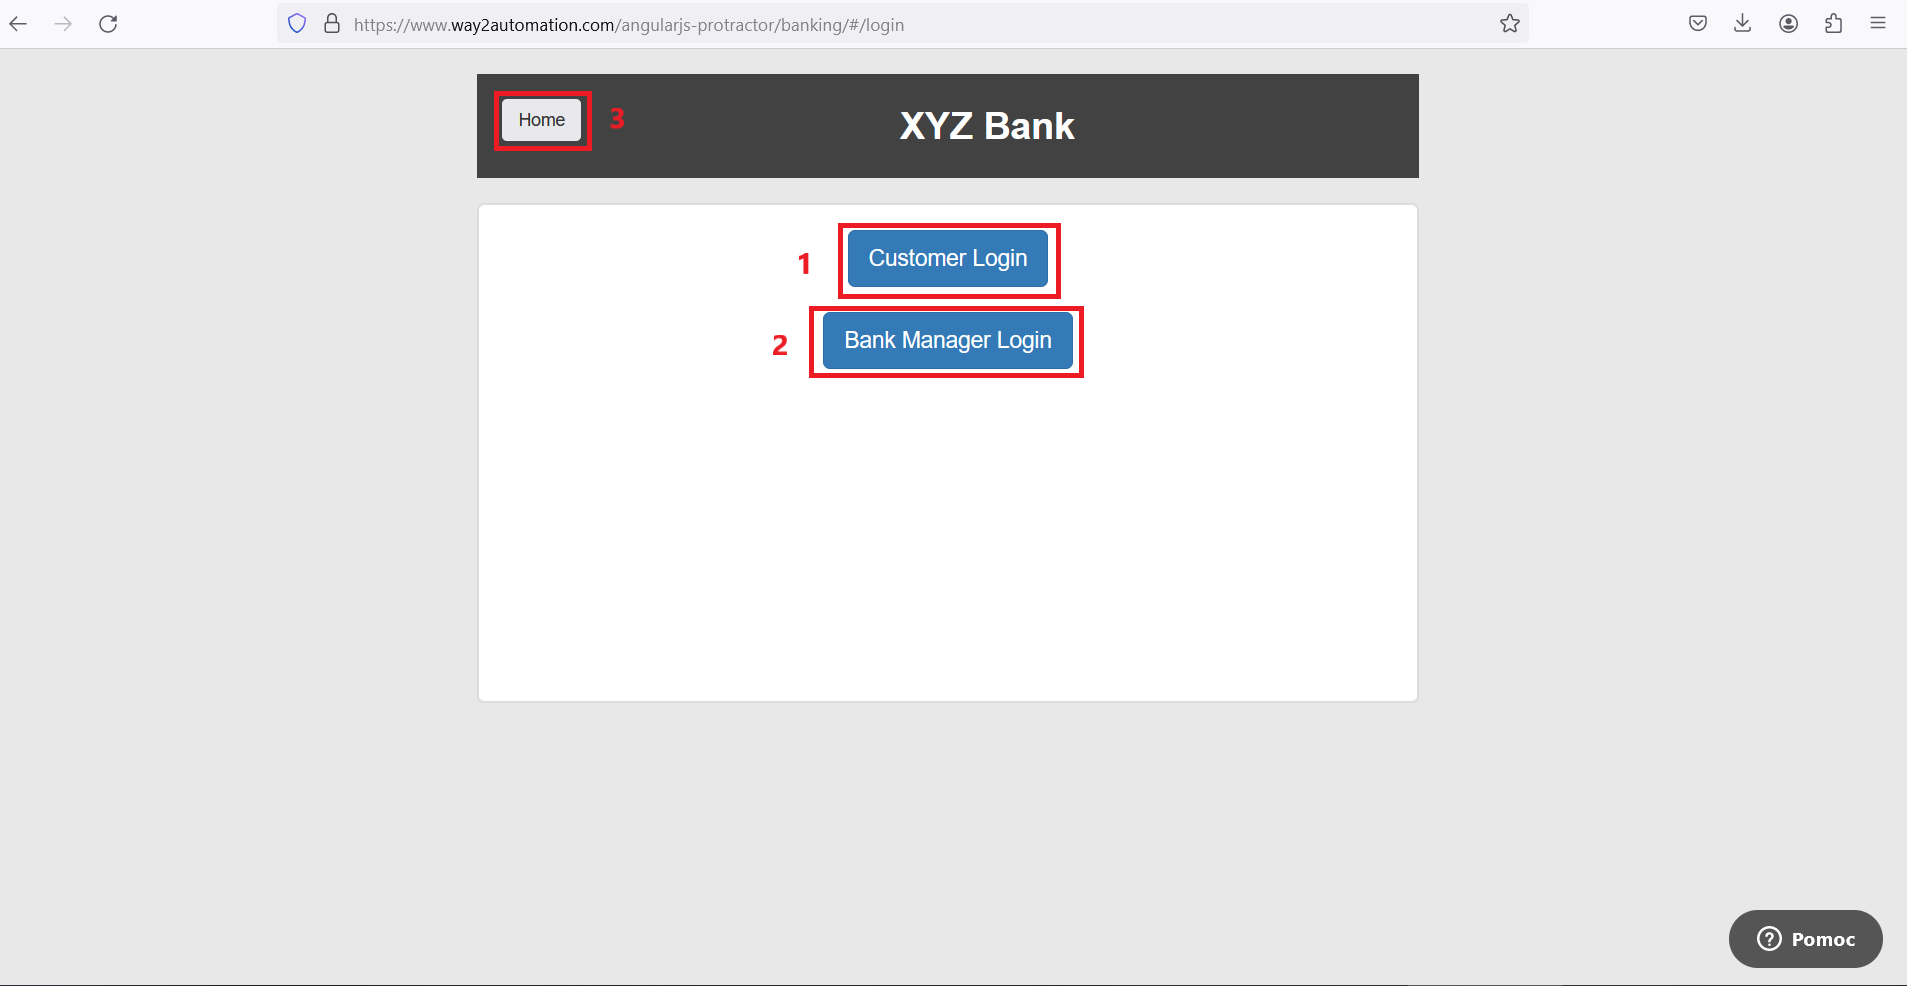 https://www.way2automation.com/angularjs-protractor/banking/#/login
Home 3 XYZ Bank
1 Customer Login
2 Bank Manager Login
Pomoc